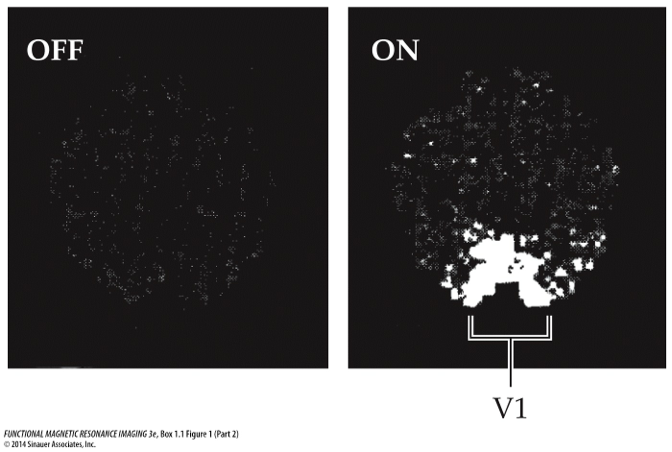 OFF
ON
V1
FUNCTIONAL MAGNETIC RESONANCE IMAGING 3e, Box 1.1 Figure 1 (Part 2)
© 2014 Sinauer Associates, Inc.